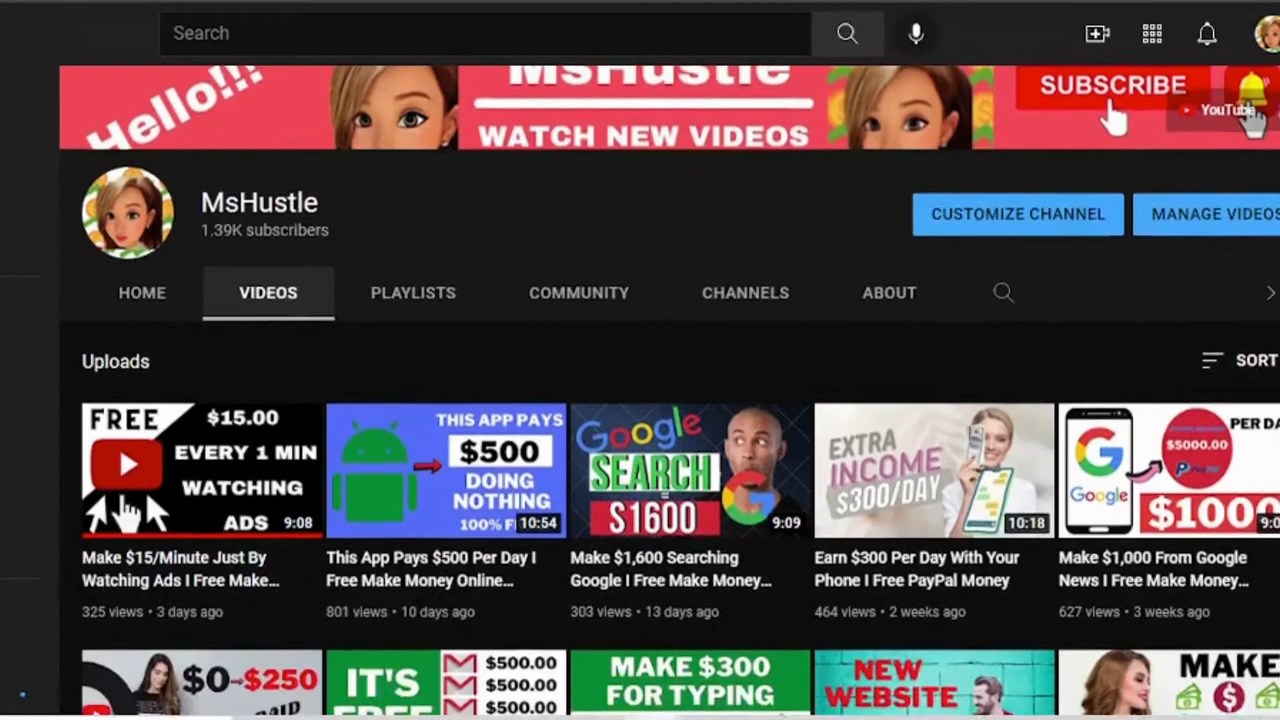 Search
Hello!!!
MsHustle
WATCH NEW VIDEOS
SUBSCRIBE
YouTube
MsHustle
1.39K subscribers
CUSTOMIZE CHANNEL
MANAGE VIDEOS
HOME
VIDEOS
PLAYLISTS
COMMUNITY
CHANNELS
ABOUT
Uploads
SORT
FREE
$15.00
EVERY 1 MIN
WATCHING
ADS
9:08
THIS APP PAYS
$500
DOING
NOTHING
100% F
10:54
Google
SEARCH
=
$1600
9:09
EXTRA
INCOME
$300/DAY
10:18
Google
$5000.00
PayPal
PER DA
$1000
9:0
Make $15/Minute Just By
Watching Ads I Free Make...
325 views • 3 days ago
This App Pays $500 Per Day I
Free Make Money Online...
801 views • 10 days ago
Make $1,600 Searching
Google I Free Make Money...
303 views • 13 days ago
Earn $300 Per Day With Your
Phone I Free PayPal Money
464 views • 2 weeks ago
Make $1,000 From Google
News I Free Make Money...
627 views • 3 weeks ago
$0→$250
IT'S
FREE
$500.00
$500.00
$500.00
MAKE $300
FOR TYPING
NEW
WEBSITE
MAKE